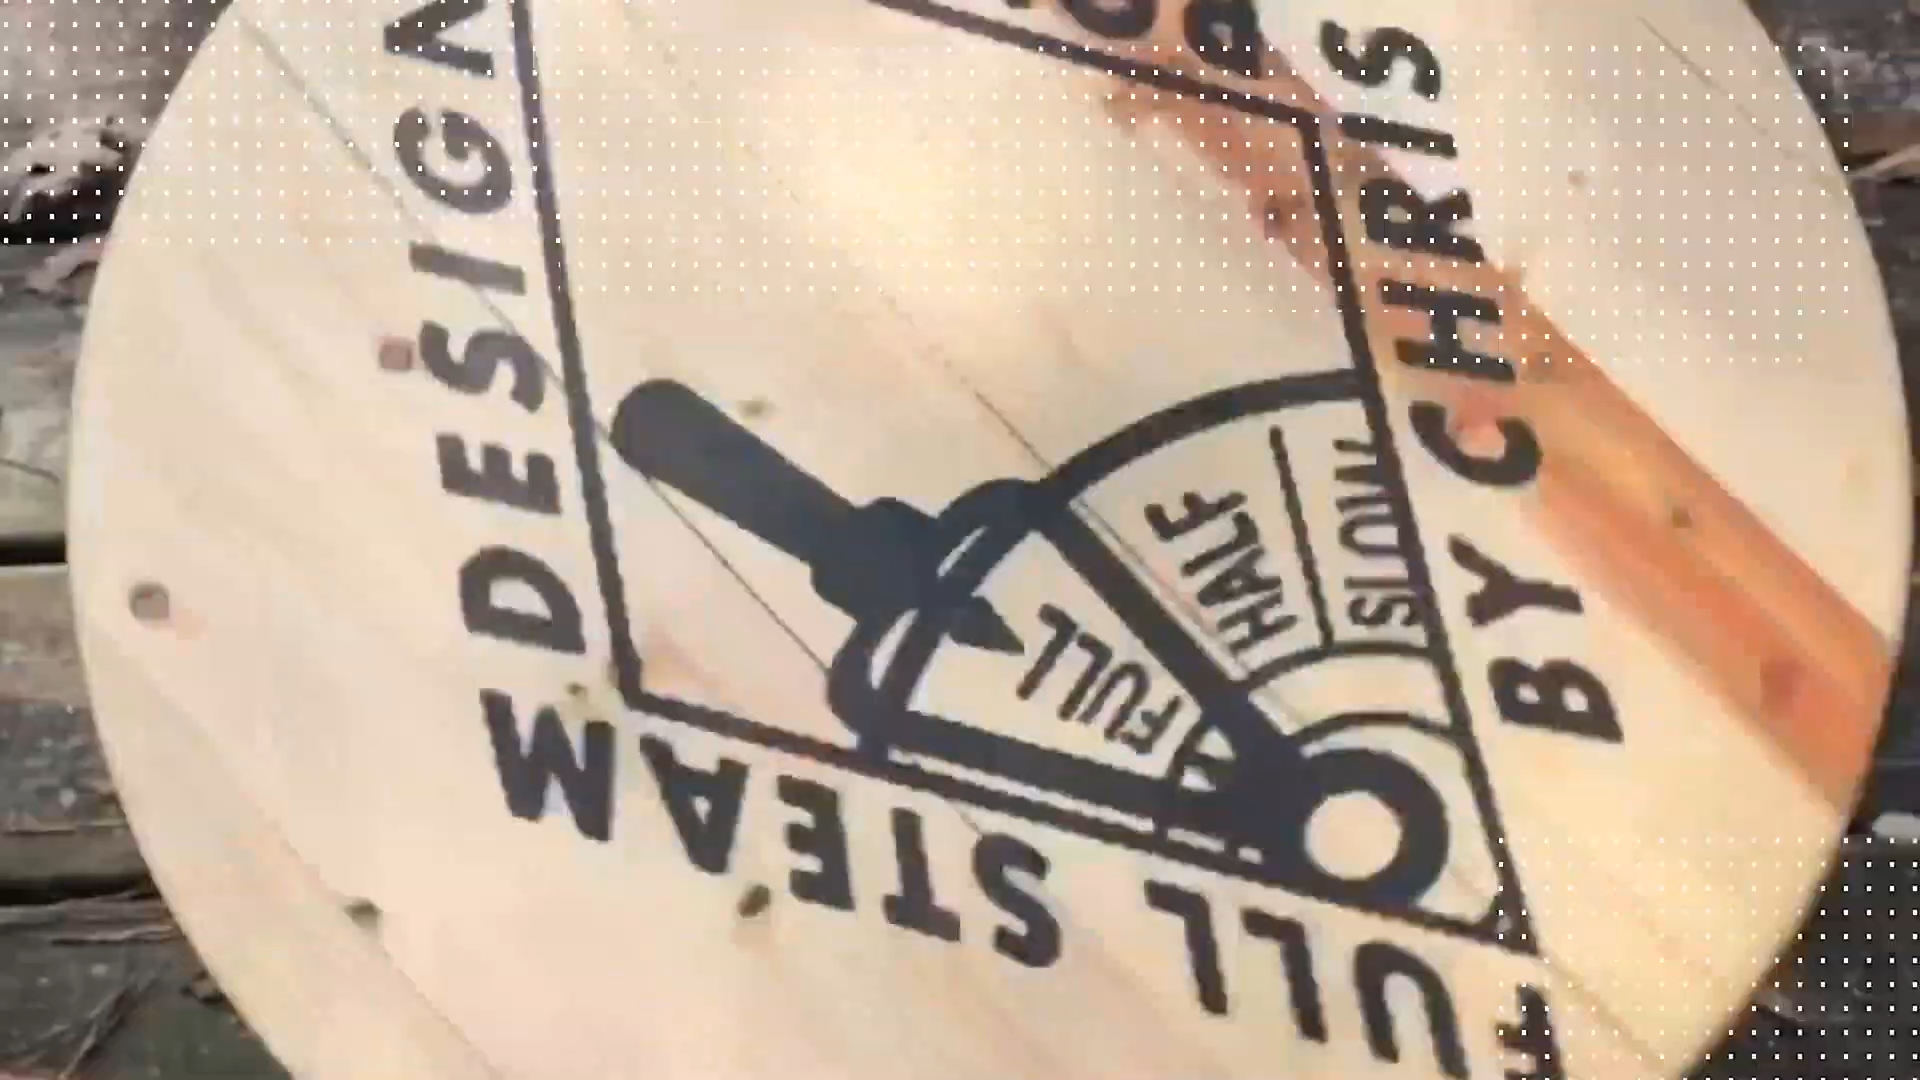 FULL STEAM
DESIGN
BY CHRIS
FULL
HALF
SLOW